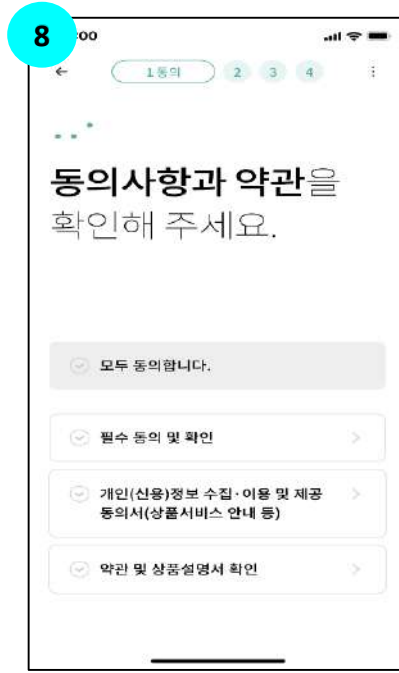 8
:00
1 동의 2 3 4
동의사항과 약관을
확인해 주세요.
모두 동의합니다.
필수 동의 및 확인
개인(신용)정보 수집·이용 및 제공
동의서(상품서비스 안내 등)
약관 및 상품설명서 확인